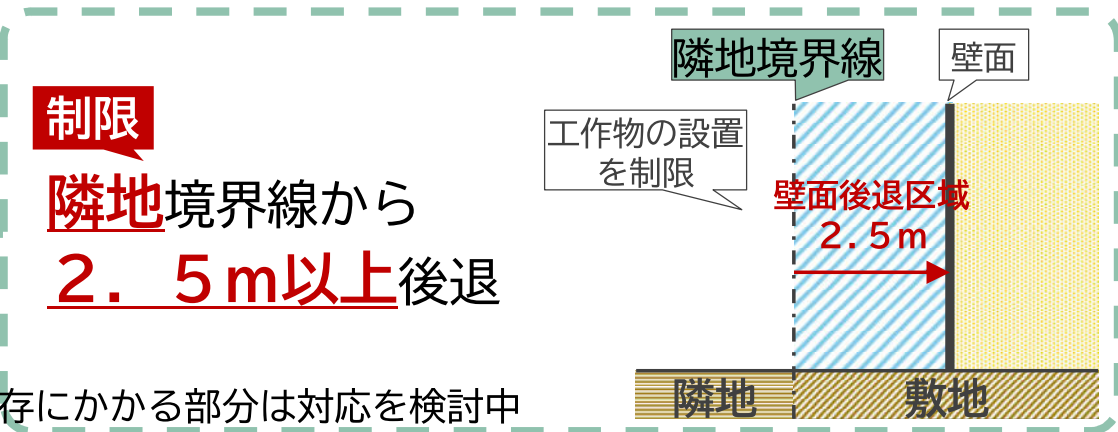 制限
隣地境界線から
２．５ｍ以上後退
存にかかる部分は対応を検討中
隣地境界線
壁面
工作物の設置
を制限
壁面後退区域
２.５ｍ
隣地
敷地